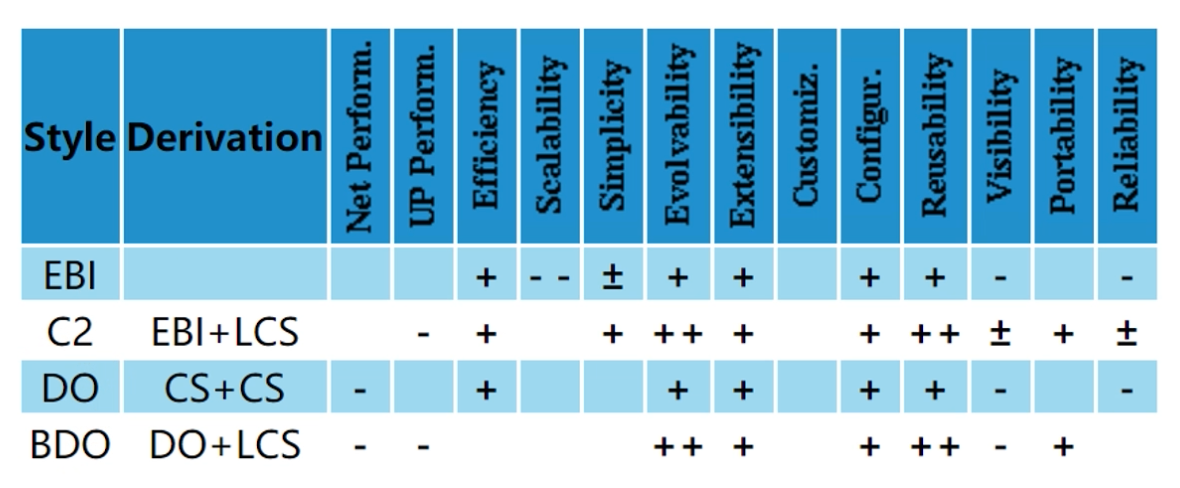 Style Derivation Net Perform. UP Perform. Efficiency Scalability Simplicity Evolvability Extensibility Customiz. Configur. Reusability Visibility Portability Reliability
EBI + - - ± + + + + - -
C2 EBI+LCS - + + ++ + + ++ ± + ±
DO CS+CS - + + + + + - -
BDO DO+LCS - - ++ + + ++ - +